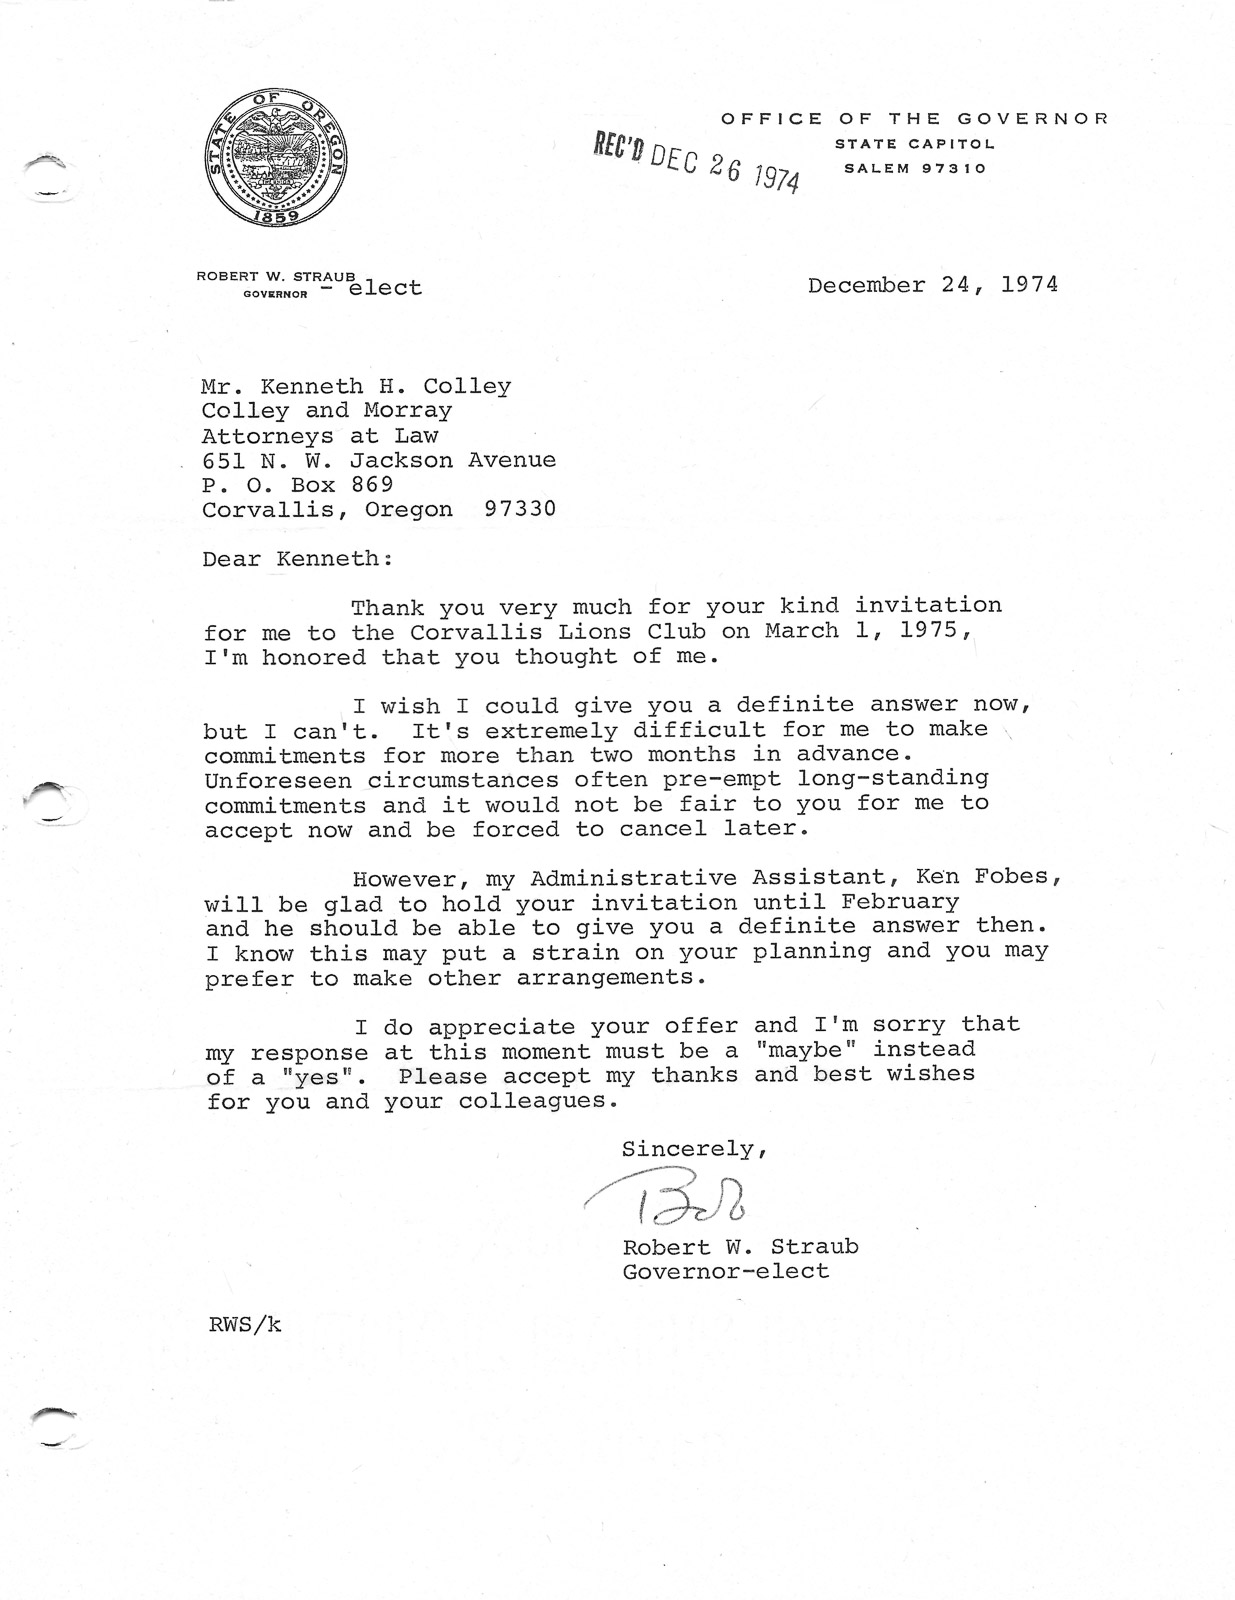 STATE OF OREGON
1859
OFFICE OF THE GOVERNOR
STATE CAPITOL
SALEM 97310
REC'D DEC 26 1974
ROBERT W. STRAUB
GOVERNOR - elect
December 24, 1974
Mr. Kenneth H. Colley
Colley and Morray
Attorneys at Law
651 N. W. Jackson Avenue
P. O. Box 869
Corvallis, Oregon  97330
Dear Kenneth:
Thank you very much for your kind invitation
for me to the Corvallis Lions Club on March 1, 1975,
I'm honored that you thought of me.
I wish I could give you a definite answer now,
but I can't.  It's extremely difficult for me to make
commitments for more than two months in advance.
Unforeseen circumstances often pre-empt long-standing
commitments and it would not be fair to you for me to
accept now and be forced to cancel later.
However, my Administrative Assistant, Ken Fobes,
will be glad to hold your invitation until February
and he should be able to give you a definite answer then.
I know this may put a strain on your planning and you may
prefer to make other arrangements.
I do appreciate your offer and I'm sorry that
my response at this moment must be a "maybe" instead
of a "yes".  Please accept my thanks and best wishes
for you and your colleagues.
Sincerely,
Bob
Robert W. Straub
Governor-elect
RWS/k